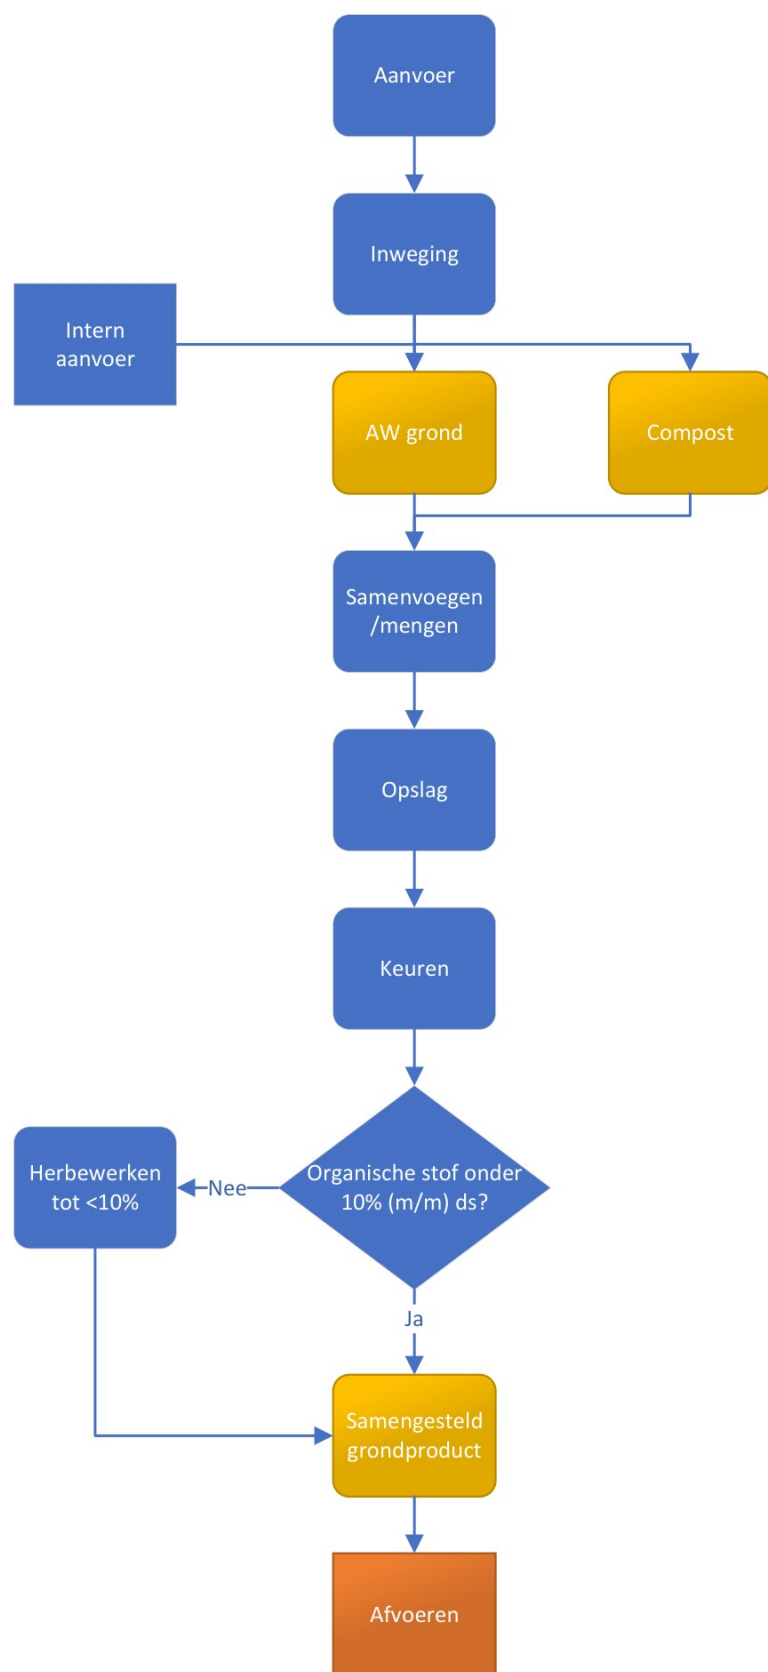 Aanvoer
Inweging
Intern
aanvoer
AW grond
Compost
Samenvoegen
/mengen
Opslag
Keuren
Organische stof onder
10% (m/m) ds?
Nee
Herbewerken
tot <10%
Ja
Samengesteld
grondproduct
Afvoeren